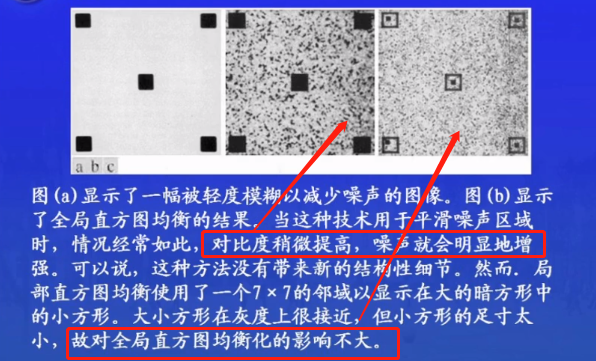 a b c
图(a)显示了一幅被轻度模糊以减少噪声的图像。图(b)显示
了全局直方图均衡的结果。当这种技术用于平滑噪声区域
时，情况经常如此，对比度稍微提高，噪声就会明显地增
强。可以说，这种方法没有带来新的结构性细节。然而．局
部直方图均衡使用了一个7×7的邻域以显示在大的暗方形中
的小方形。大小方形在灰度上很接近，但小方形的尺寸太
小，故对全局直方图均衡化的影响不大。